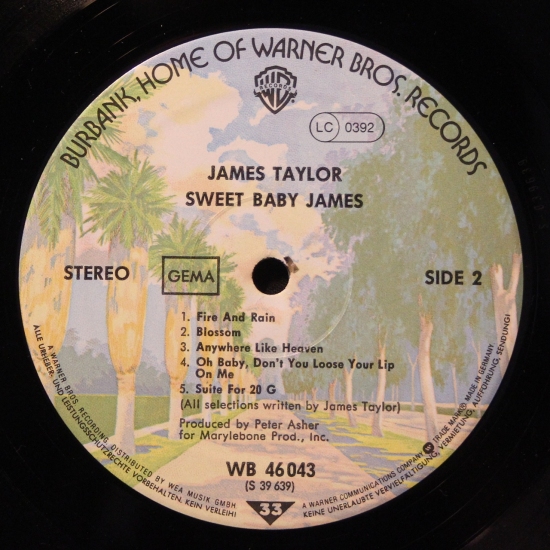 BURBANK, HOME OF WARNER BROS. RECORDS
RECORDS
LC 0392
JAMES TAYLOR
SWEET BABY JAMES
STEREO
GEMA
SIDE 2
1. Fire And Rain
2. Blossom
3. Anywhere Like Heaven
4. Oh Baby, Don't You Loose Your Lip
On Me
5. Suite For 20 G
(All selections written by James Taylor)
Produced by Peter Asher
for Marylebone Prod., Inc.
WB 46 043
(S 39 639)
33
A WARNER BROS. RECORDING. DISTRIBUTED BY WEA MUSIK GMBH
ALLE URHEBER- UND LEISTUNGSSCHUTZRECHTE VORBEHALTEN. KEIN VERLEIH!
A WARNER COMMUNICATIONS COMPANY TRADE MARK MADE IN GERMANY
KEINE UNERLAUBTE VERVIELFÄLTIGUNG, VERMIETUNG, AUFFÜHRUNG, SENDUNG!